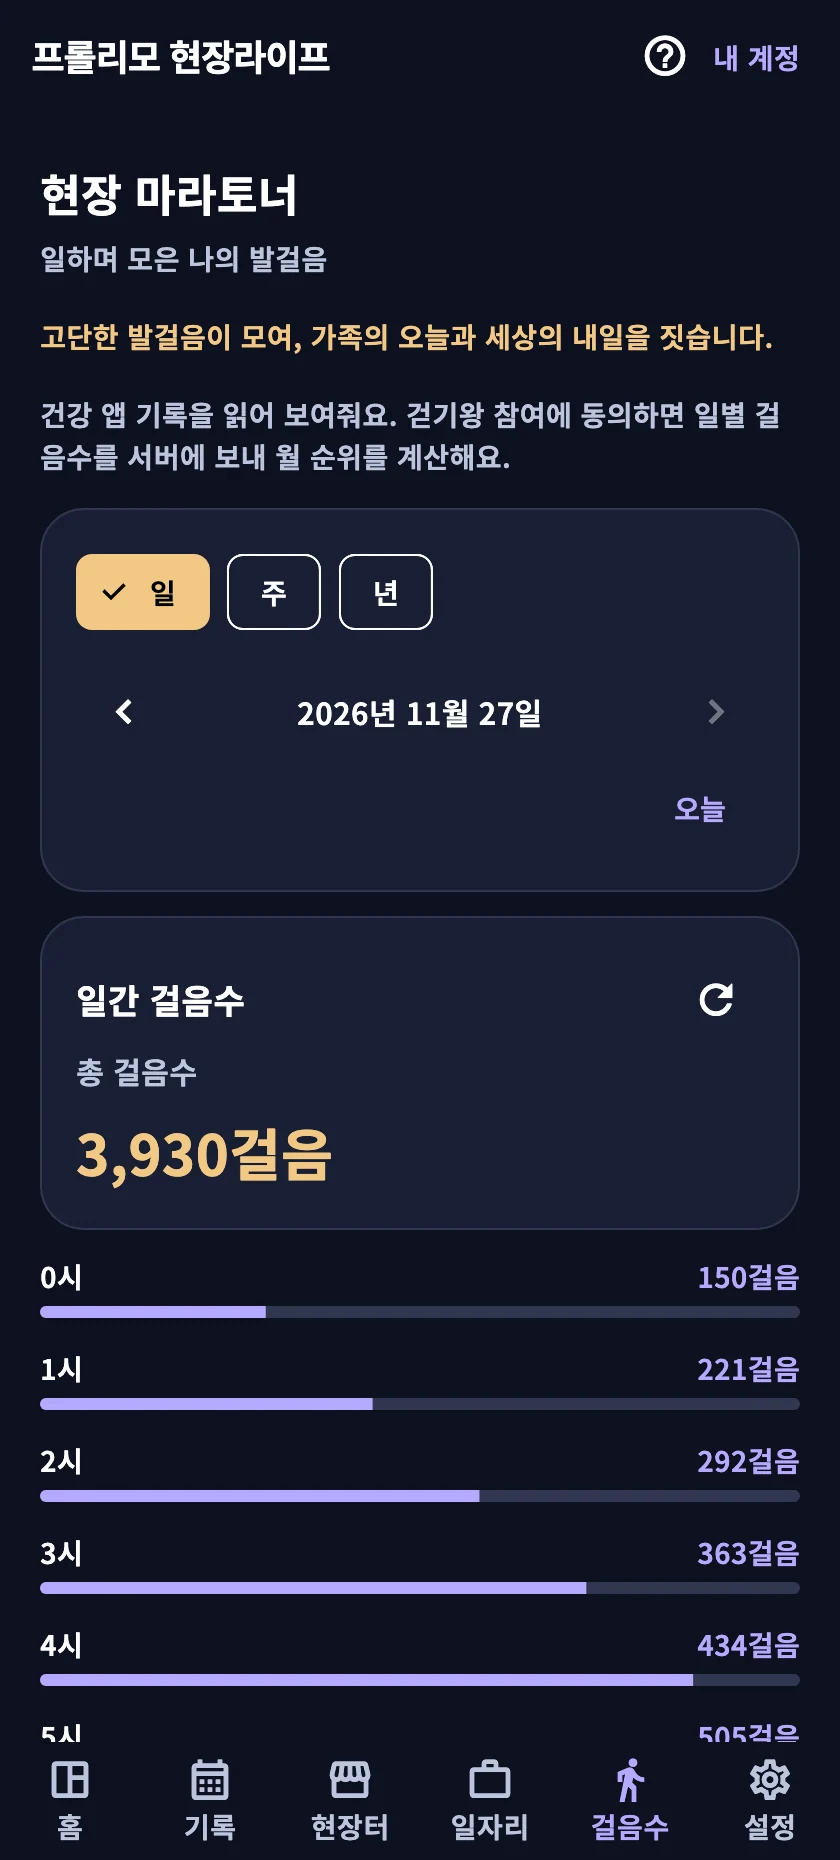 프롤리모 현장라이프
내 계정
현장 마라토너
일하며 모은 나의 발걸음
고단한 발걸음이 모여, 가족의 오늘과 세상의 내일을 짓습니다.
건강 앱 기록을 읽어 보여줘요. 걷기왕 참여에 동의하면 일별 걸
음수를 서버에 보내 월 순위를 계산해요.
일 주 년
2026년 11월 27일
오늘
일간 걸음수
총 걸음수
3,930걸음
0시 150걸음
1시 221걸음
2시 292걸음
3시 363걸음
4시 434걸음
5시 505걸음
홈 기록 현장터 일자리 걸음수 설정